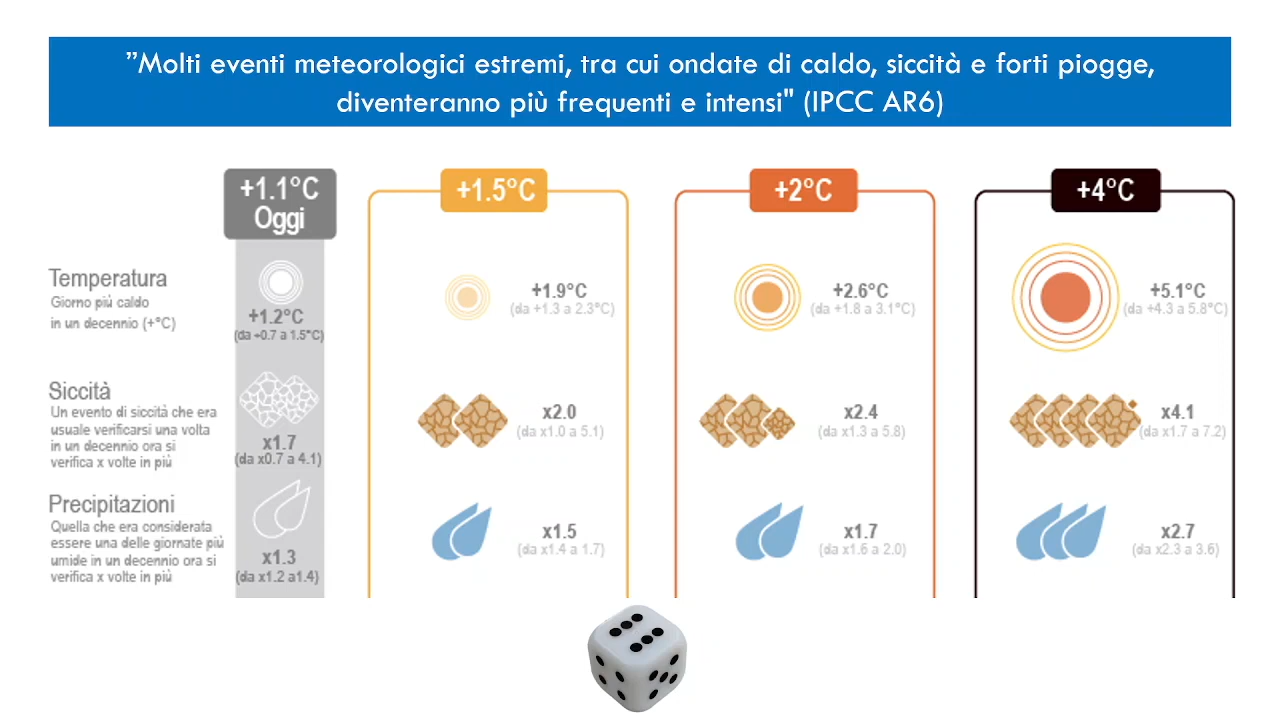 ”Molti eventi meteorologici estremi, tra cui ondate di caldo, siccità e forti piogge,
diventeranno più frequenti e intensi" (IPCC AR6)
+1.1°C
Oggi
+1.5°C
+2°C
+4°C
Temperatura
Giorno più caldo
in un decennio (+°C)
+1.2°C
(da +0.7 a 1.5°C)
+1.9°C
(da +1.3 a 2.3°C)
+2.6°C
(da +1.8 a 3.1°C)
+5.1°C
(da +4.3 a 5.8°C)
Siccità
Un evento di siccità che era
usuale verificarsi una volta
in un decennio ora si
verifica x volte in più
x1.7
(da x0.7 a 4.1)
x2.0
(da x1.0 a 5.1)
x2.4
(da x1.3 a 5.8)
x4.1
(da x1.7 a 7.2)
Precipitazioni
Quella che era considerata
essere una delle giornate più
umide in un decennio ora si
verifica x volte in più
x1.3
(da x1.2 a1.4)
x1.5
(da x1.4 a 1.7)
x1.7
(da x1.6 a 2.0)
x2.7
(da x2.3 a 3.6)